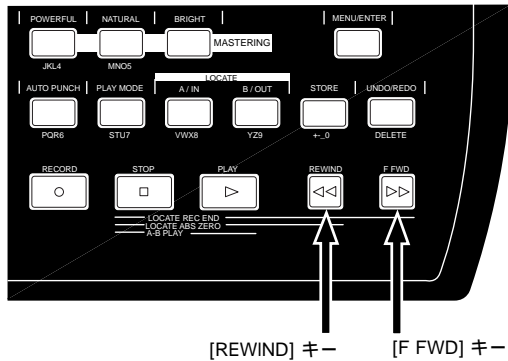 POWERFUL NATURAL BRIGHT MENU/ENTER
MASTERING
JKL4 MNO5
LOCATE
AUTO PUNCH PLAY MODE A / IN B / OUT STORE UNDO/REDO
PQR6 STU7 VWX8 YZ9 +-_0 DELETE
RECORD STOP PLAY REWIND F FWD
LOCATE REC END
LOCATE ABS ZERO
A-B PLAY
[REWIND] キー [F FWD] キー